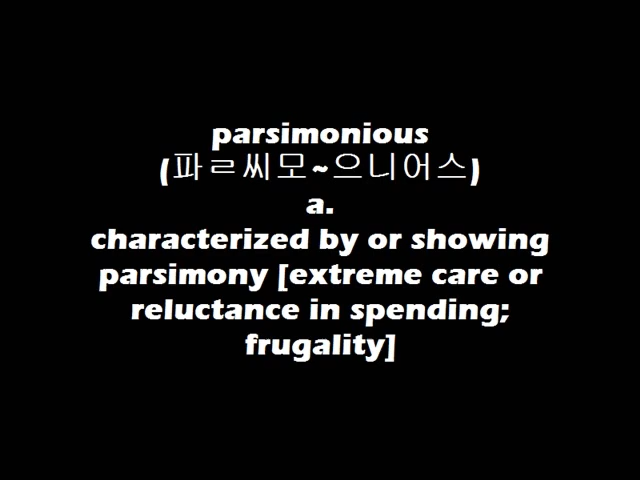 parsimonious
(파ㄹ씨모~으니어스)
a.
characterized by or showing
parsimony [extreme care or
reluctance in spending;
frugality]